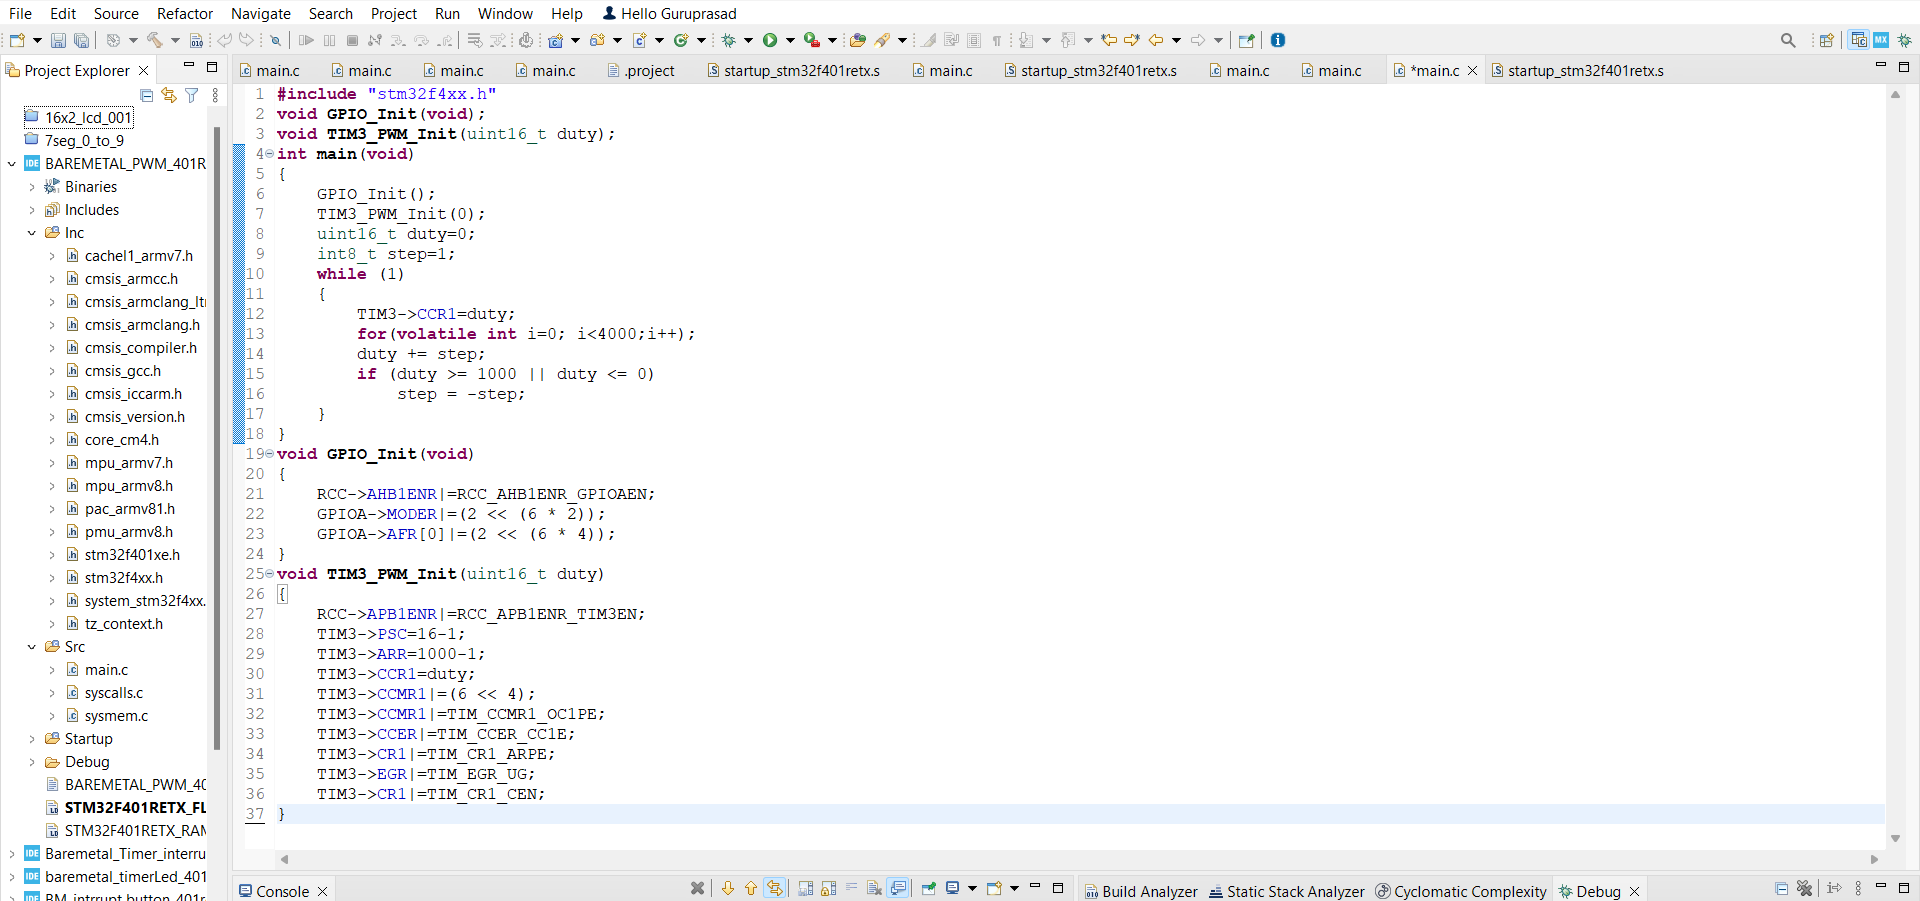 File Edit Source Refactor Navigate Search Project Run Window Help Hello Guruprasad
Project Explorer
main.c main.c main.c main.c .project startup_stm32f401retx.s main.c startup_stm32f401retx.s main.c main.c *main.c startup_stm32f401retx.s
16x2_lcd_001
7seg_0_to_9
BAREMETAL_PWM_401R
Binaries
Includes
Inc
cachel1_armv7.h
cmsis_armcc.h
cmsis_armclang_lt
cmsis_armclang.h
cmsis_compiler.h
cmsis_gcc.h
cmsis_iccarm.h
cmsis_version.h
core_cm4.h
mpu_armv7.h
mpu_armv8.h
pac_armv81.h
pmu_armv8.h
stm32f401xe.h
stm32f4xx.h
system_stm32f4xx.
tz_context.h
Src
main.c
syscalls.c
sysmem.c
Startup
Debug
BAREMETAL_PWM_40
STM32F401RETX_FL
STM32F401RETX_RAM
Baremetal_Timer_interru
baremetal_timerLed_401
BM_intrrupt_button_401r
1 #include "stm32f4xx.h"
2 void GPIO_Init(void);
3 void TIM3_PWM_Init(uint16_t duty);
4 int main(void)
5 {
6 GPIO_Init();
7 TIM3_PWM_Init(0);
8 uint16_t duty=0;
9 int8_t step=1;
10 while (1)
11 {
12 TIM3->CCR1=duty;
13 for(volatile int i=0; i<4000;i++);
14 duty += step;
15 if (duty >= 1000 || duty <= 0)
16 step = -step;
17 }
18 }
19 void GPIO_Init(void)
20 {
21 RCC->AHB1ENR|=RCC_AHB1ENR_GPIOAEN;
22 GPIOA->MODER|=(2 << (6 * 2));
23 GPIOA->AFR[0]|=(2 << (6 * 4));
24 }
25 void TIM3_PWM_Init(uint16_t duty)
26 {
27 RCC->APB1ENR|=RCC_APB1ENR_TIM3EN;
28 TIM3->PSC=16-1;
29 TIM3->ARR=1000-1;
30 TIM3->CCR1=duty;
31 TIM3->CCMR1|=(6 << 4);
32 TIM3->CCMR1|=TIM_CCMR1_OC1PE;
33 TIM3->CCER|=TIM_CCER_CC1E;
34 TIM3->CR1|=TIM_CR1_ARPE;
35 TIM3->EGR|=TIM_EGR_UG;
36 TIM3->CR1|=TIM_CR1_CEN;
37 }
Console
Build Analyzer Static Stack Analyzer Cyclomatic Complexity Debug